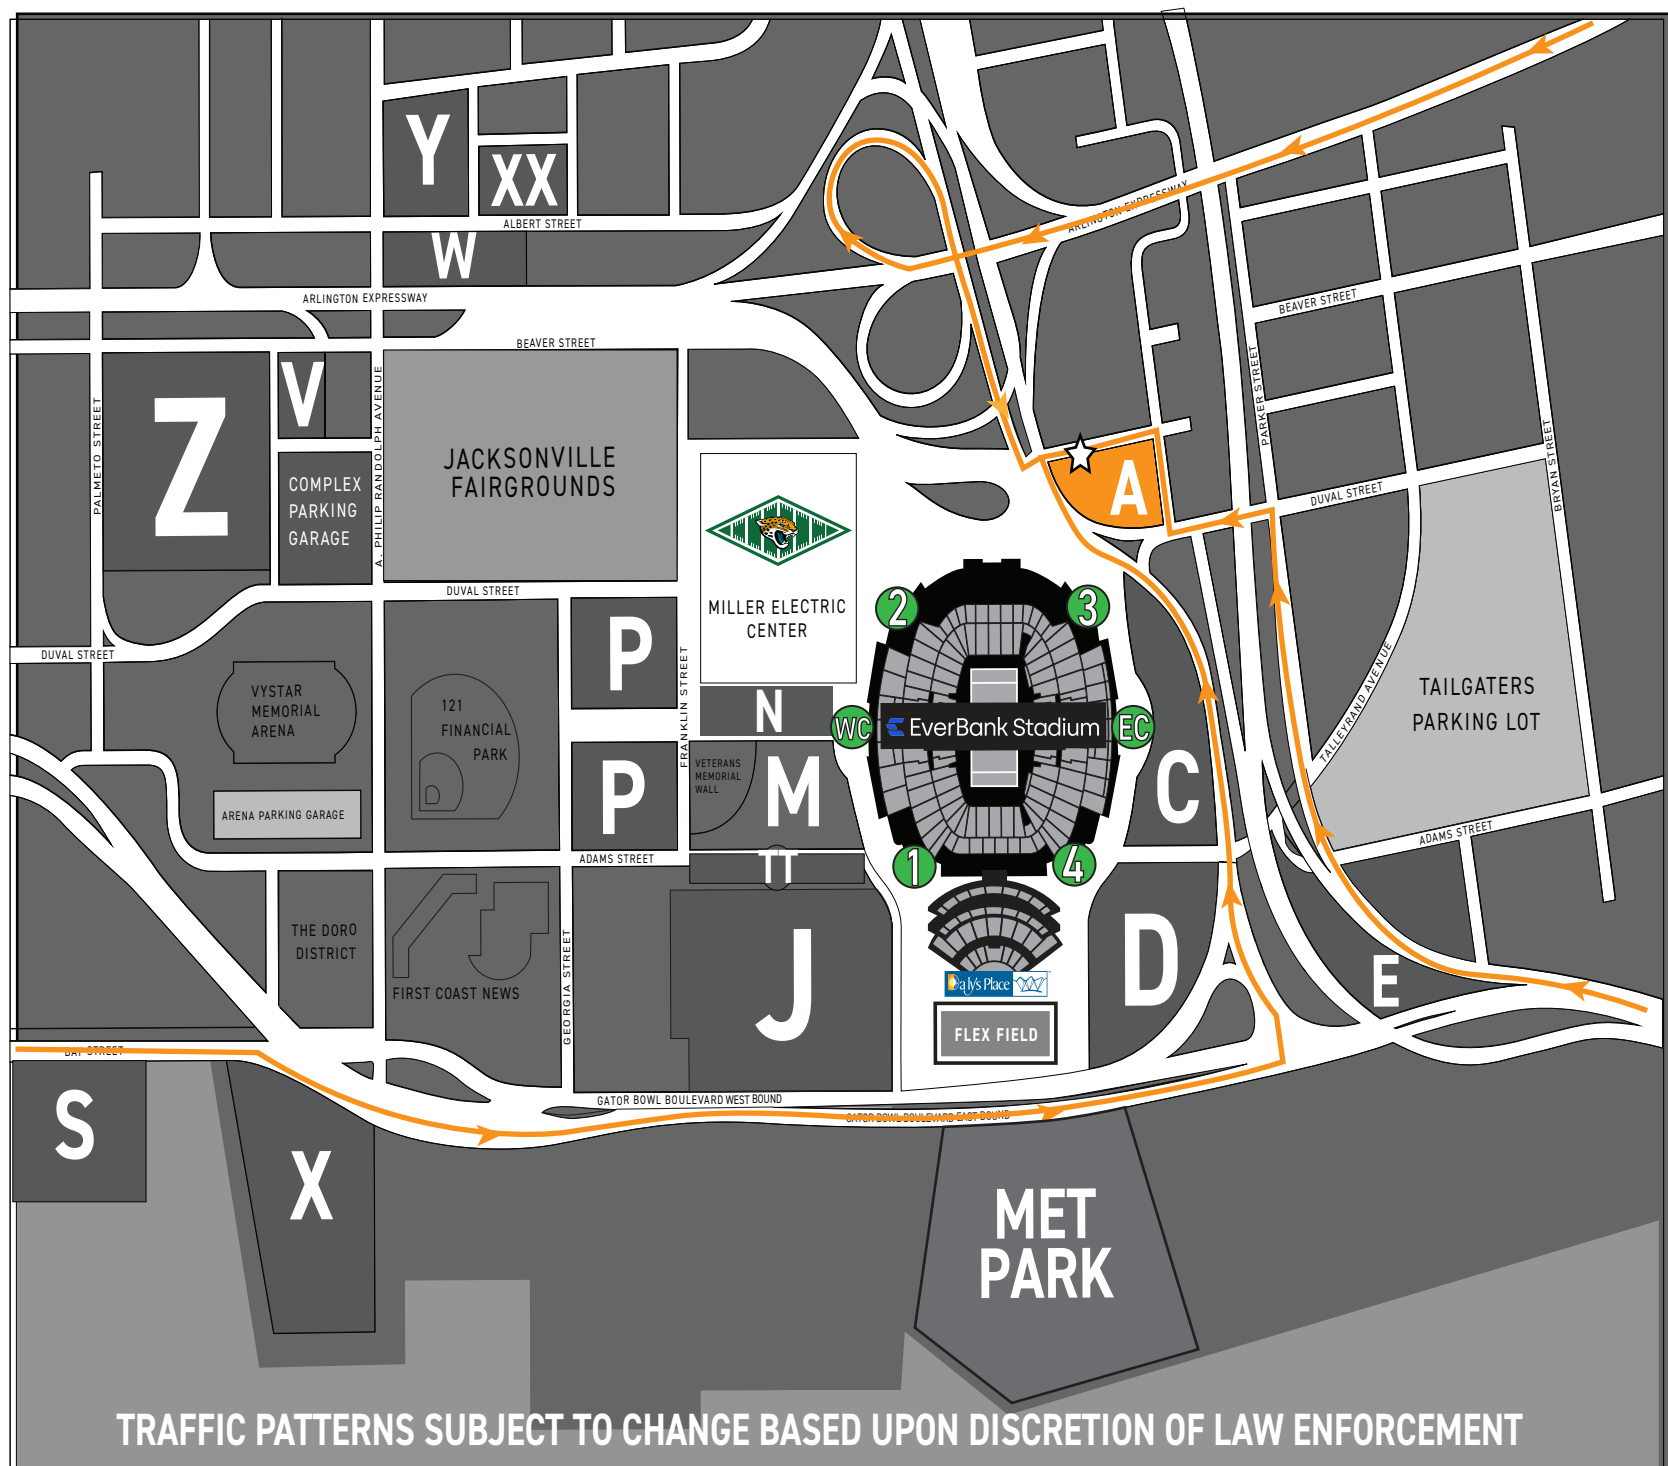 Y
XX
ALBERT STREET
W
ARLINGTON EXPRESSWAY
ARLINGTON EXPRESSWAY
BEAVER STREET
BEAVER STREET
PALMETO STREET
Z
V
A. PHILIP RANDOLPH AVENUE
COMPLEX
PARKING
GARAGE
JACKSONVILLE
FAIRGROUNDS
PARKER STREET
A
DUVAL STREET
BRYAN STREET
MILLER ELECTRIC
CENTER
2
3
DUVAL STREET
DUVAL STREET
P
FRANKLIN STREET
N
WC
EverBank Stadium
EC
TALLEYRAND AVENUE
TAILGATERS
PARKING LOT
VYSTAR
MEMORIAL
ARENA
121
FINANCIAL
PARK
P
VETERANS
MEMORIAL
WALL
M
C
ARENA PARKING GARAGE
ADAMS STREET
TT
1
4
ADAMS STREET
THE DORO
DISTRICT
FIRST COAST NEWS
GEORGIA STREET
J
Daily's Place
FLEX FIELD
D
E
BAY STREET
GATOR BOWL BOULEVARD WEST BOUND
GATOR BOWL BOULEVARD EAST BOUND
S
X
MET
PARK
TRAFFIC PATTERNS SUBJECT TO CHANGE BASED UPON DISCRETION OF LAW ENFORCEMENT